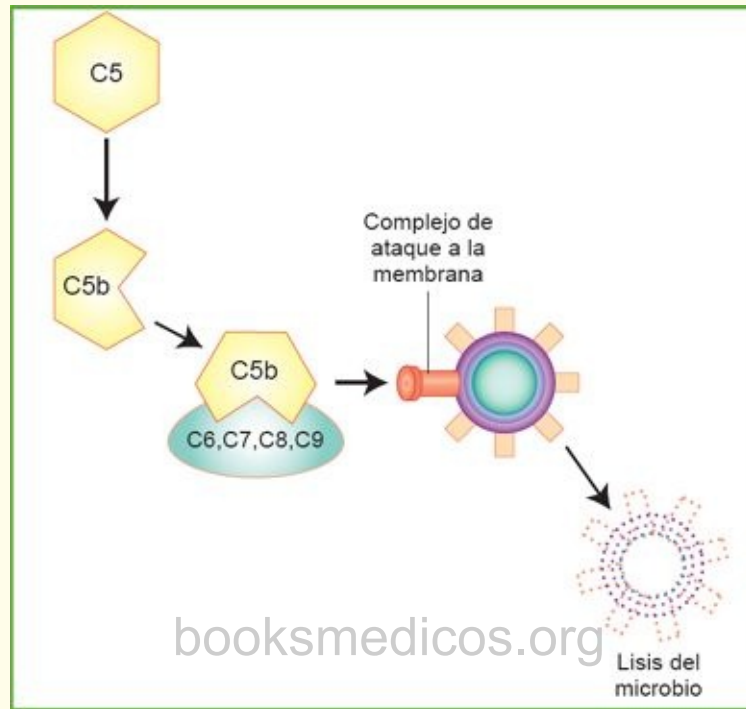 C5
C5b
Complejo de
ataque a la
membrana
C5b
C6,C7,C8,C9
booksmedicos.org
Lisis del
microbio